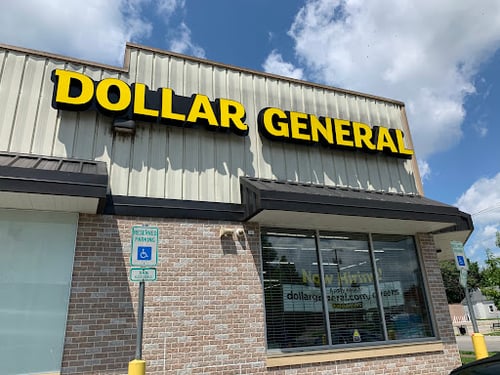 DOLLAR GENERAL
RESERVED
PARKING
Now Hiring!
dollargeneral.com/careers